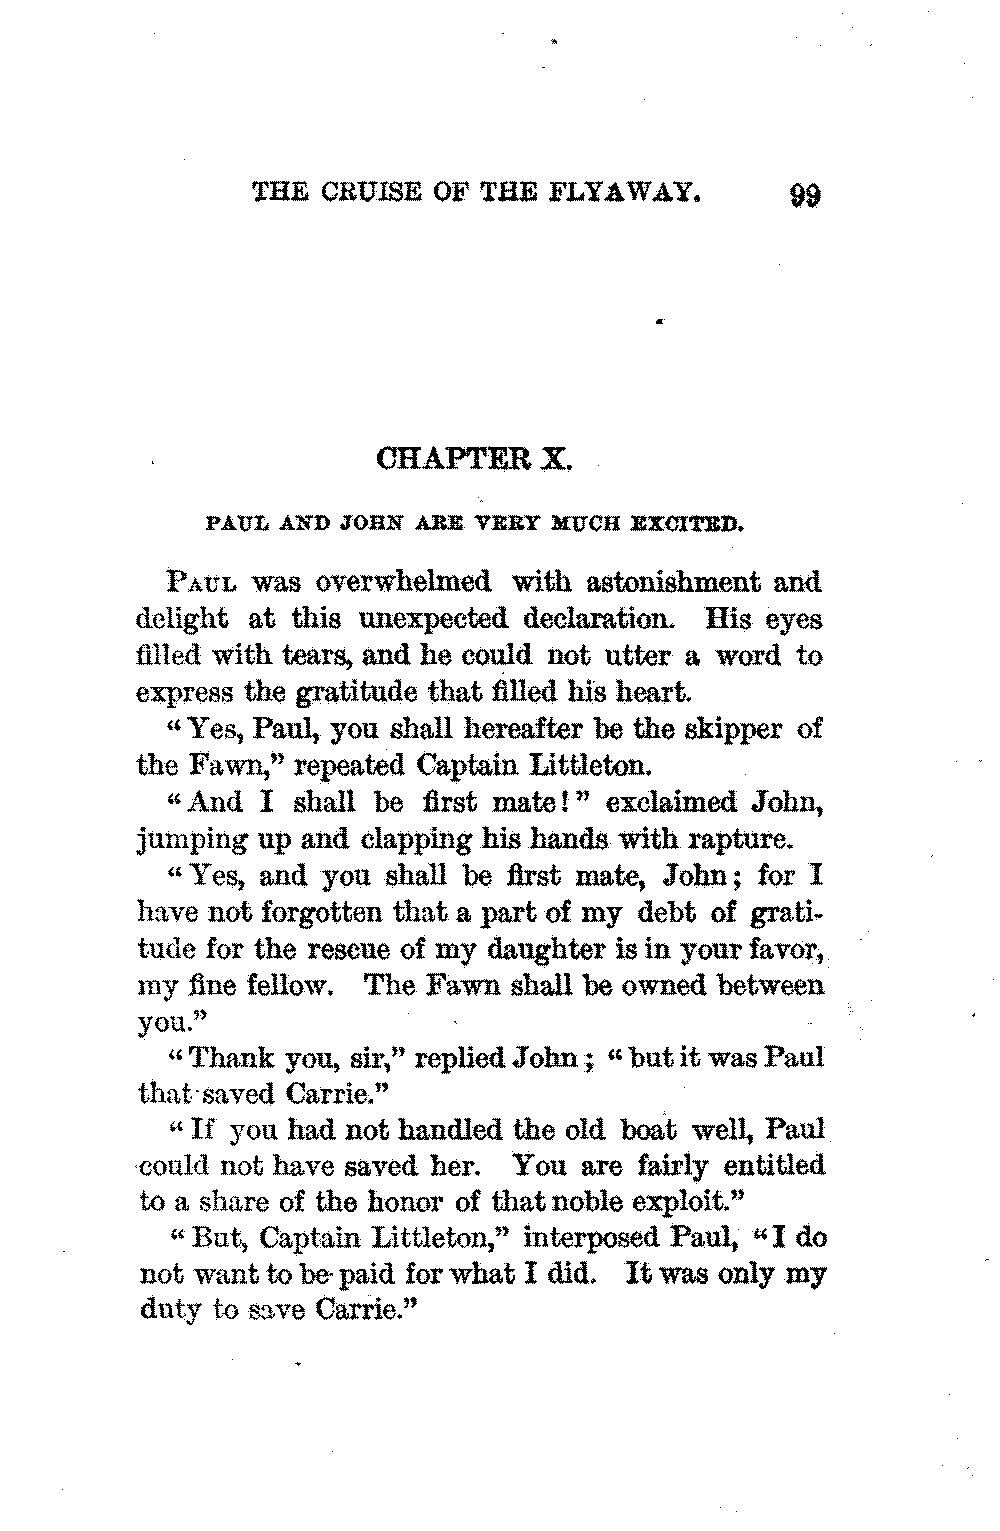 THE CRUISE OF THE FLYAWAY. 99
CHAPTER X.
PAUL AND JOHN ARE VERY MUCH EXCITED.
PAUL was overwhelmed with astonishment and
delight at this unexpected declaration. His eyes
filled with tears, and he could not utter a word to
express the gratitude that filled his heart.
“Yes, Paul, you shall hereafter be the skipper of
the Fawn,” repeated Captain Littleton.
“And I shall be first mate!” exclaimed John,
jumping up and clapping his hands with rapture.
“Yes, and you shall be first mate, John; for I
have not forgotten that a part of my debt of grati-
tude for the rescue of my daughter is in your favor,
my fine fellow. The Fawn shall be owned between
you.”
“Thank you, sir,” replied John; “but it was Paul
that saved Carrie.”
“If you had not handled the old boat well, Paul
could not have saved her. You are fairly entitled
to a share of the honor of that noble exploit.”
“But, Captain Littleton,” interposed Paul, “I do
not want to be paid for what I did. It was only my
duty to save Carrie.”